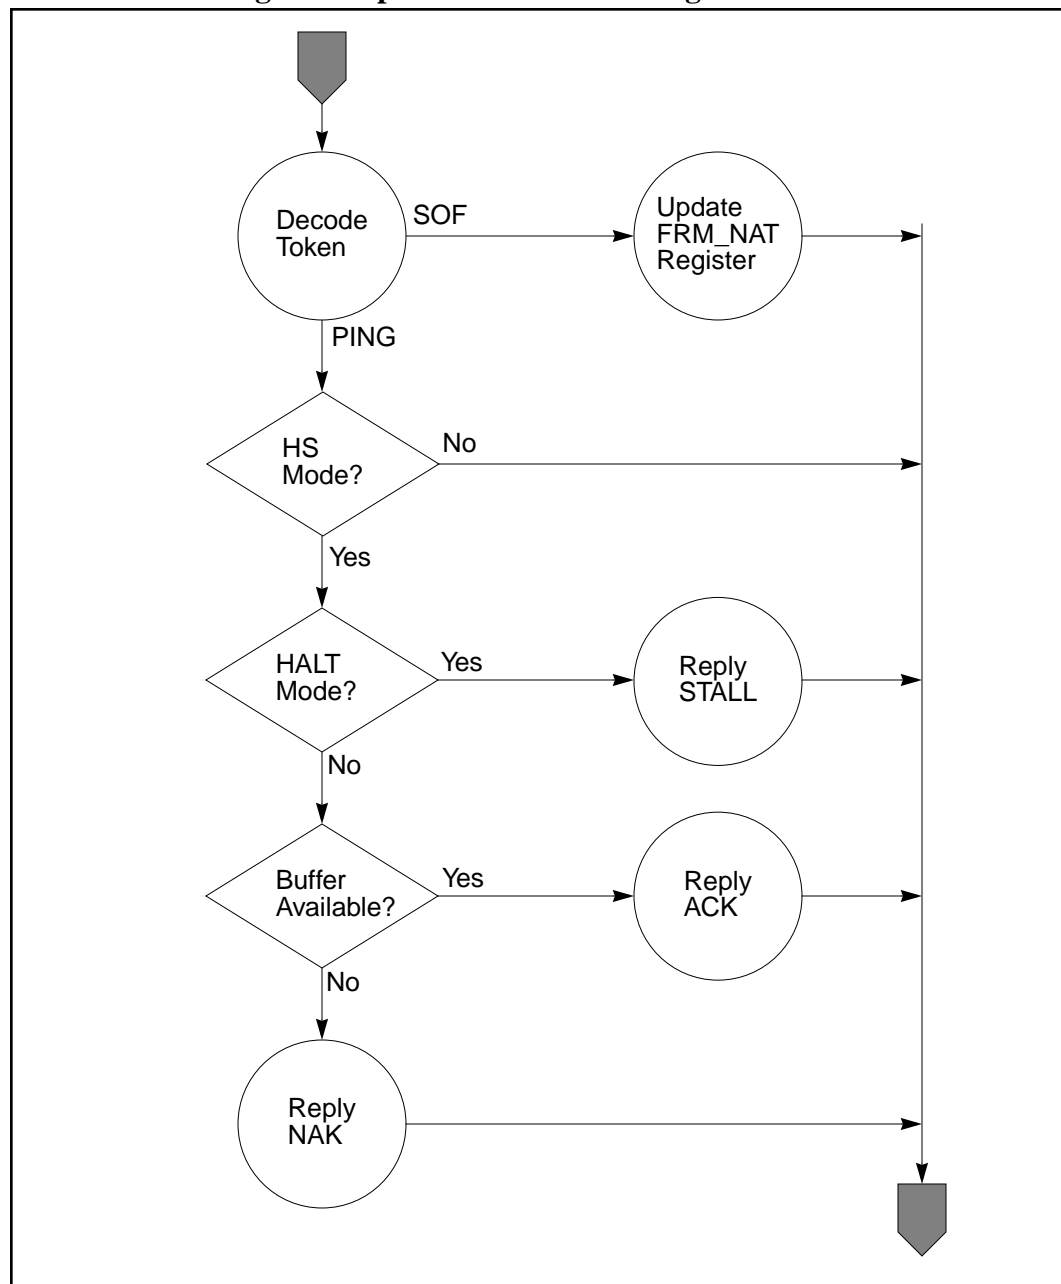 Decode
Token
SOF
Update
FRM_NAT
Register
PING
HS
Mode?
No
Yes
HALT
Mode?
Yes
Reply
STALL
No
Buffer
Available?
Yes
Reply
ACK
No
Reply
NAK